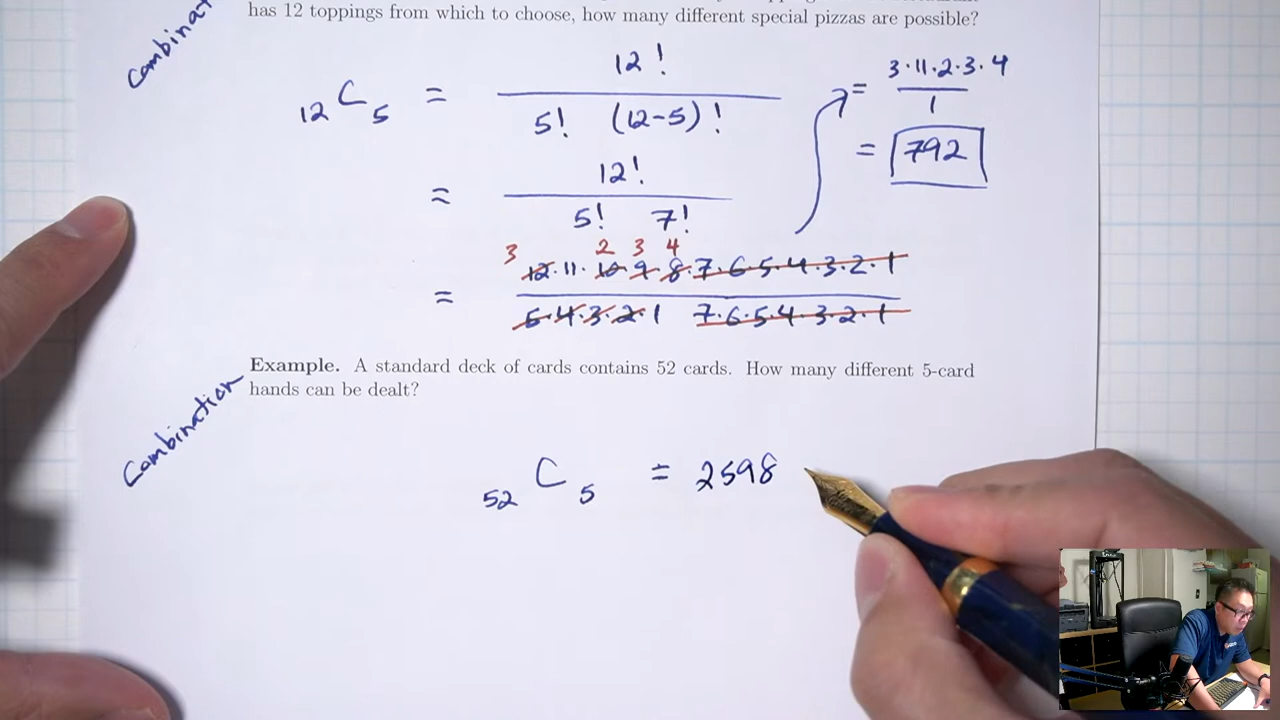 Combinat
has 12 toppings from which to choose, how many different special pizzas are possible?
12 C 5 = 12! / 5! (12-5)!
= 12! / 5! 7!
3 2 3 4
= 12·11·10·9·8·7·6·5·4·3·2·1 / 5·4·3·2·1 7·6·5·4·3·2·1
= 3·11·2·3·4 / 1
= 792
Combination
Example. A standard deck of cards contains 52 cards. How many different 5-card
hands can be dealt?
52 C 5 = 2598